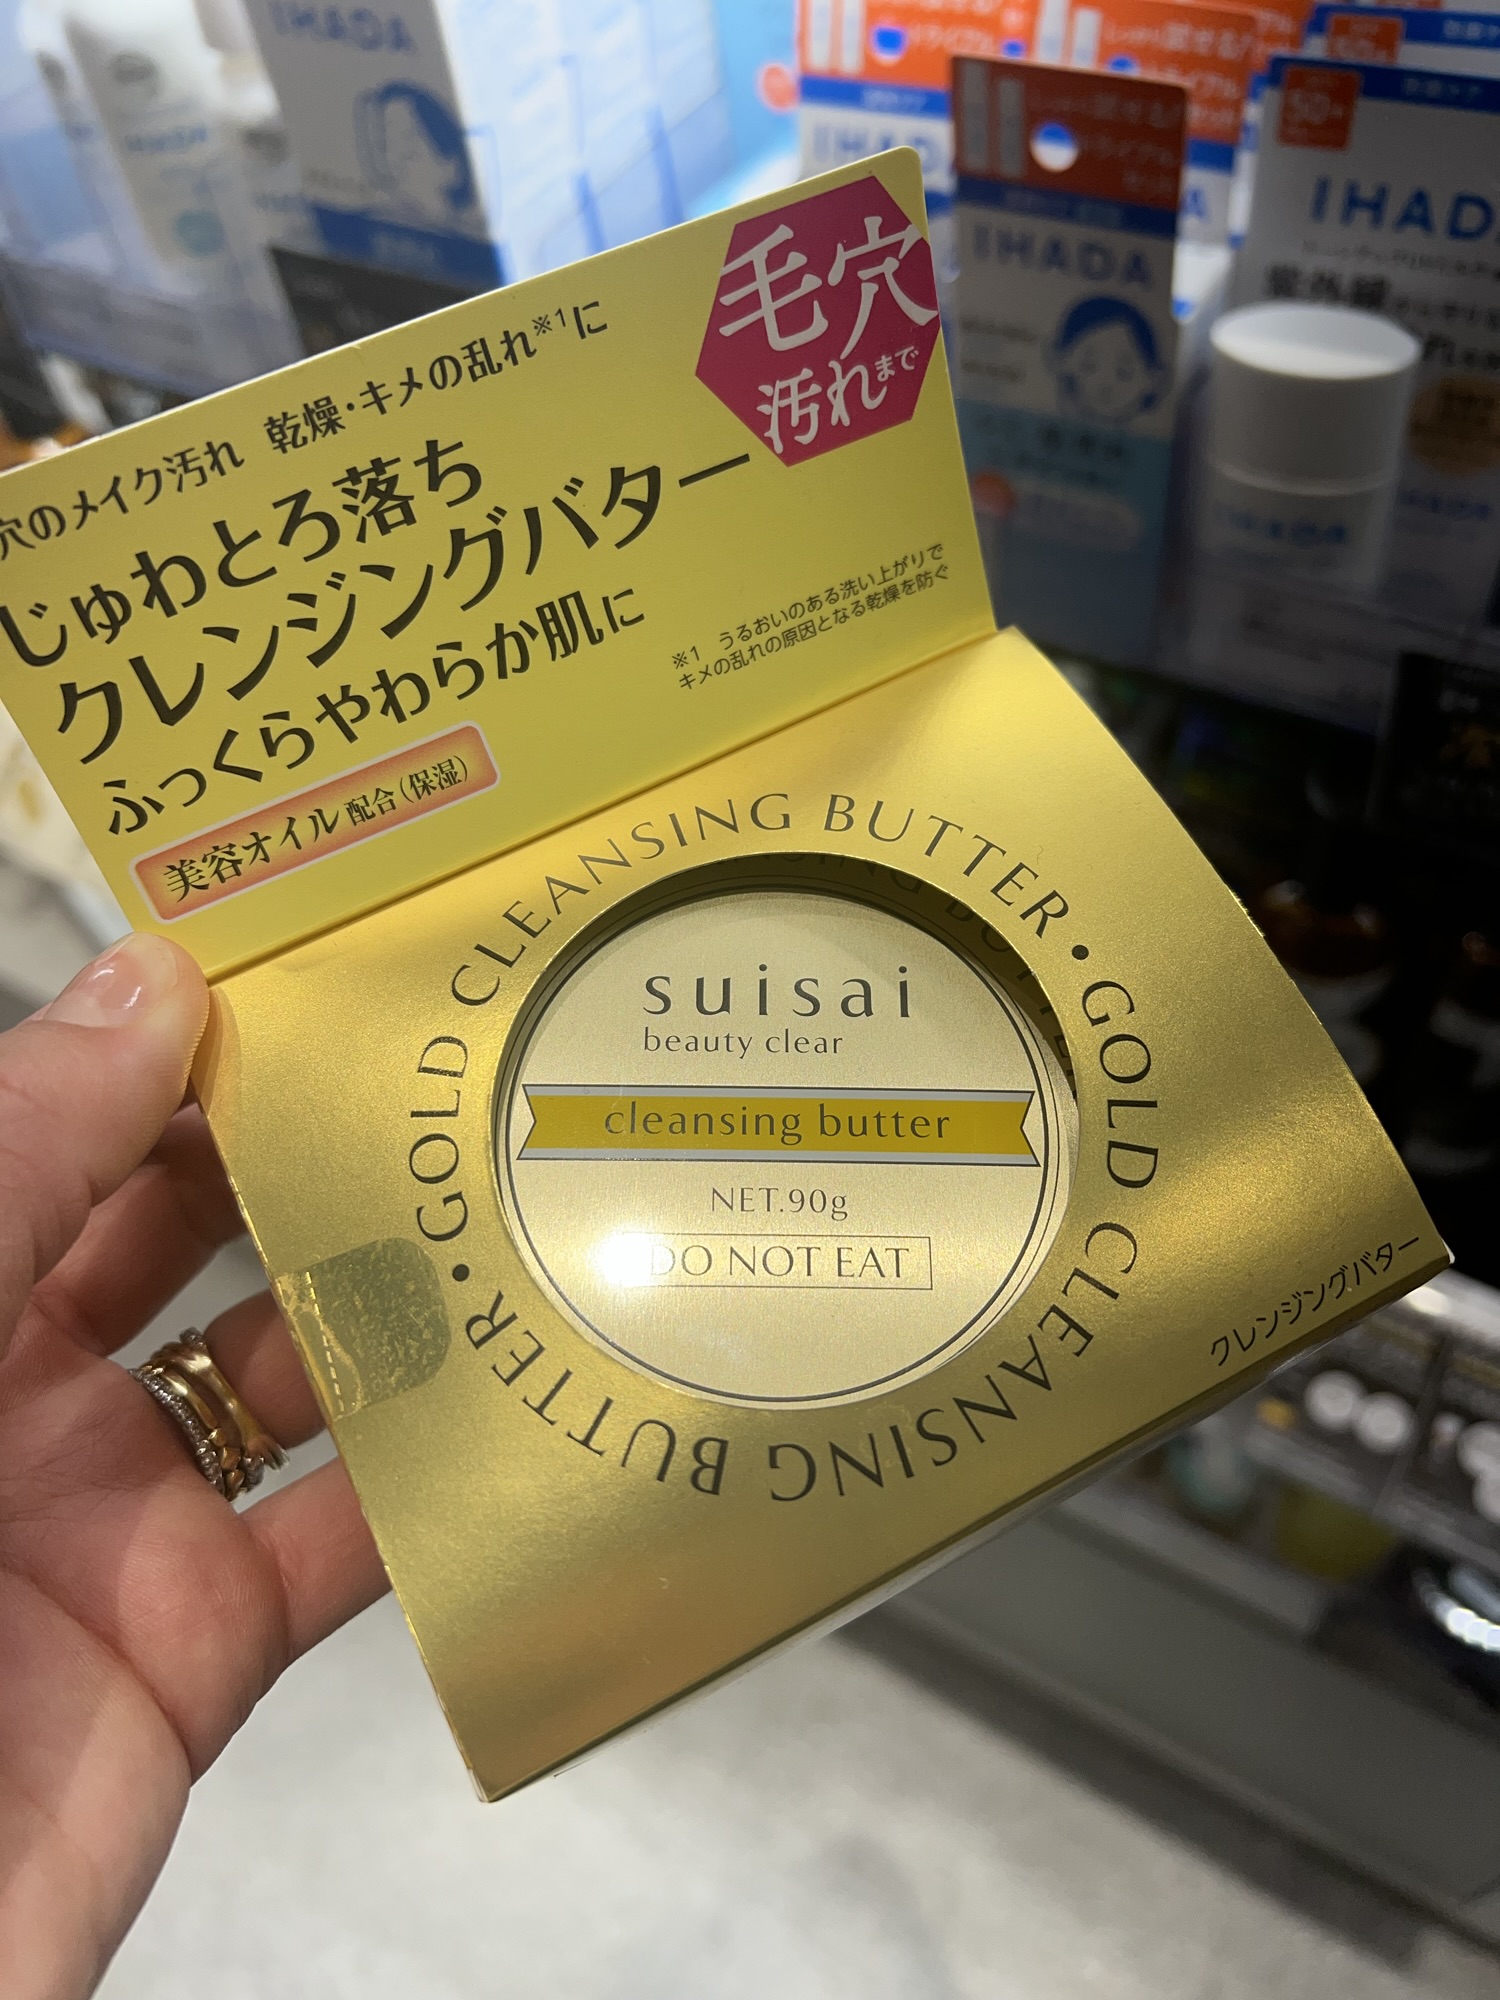 IHADA
IHADA
IHADA
IHADA
毛穴
汚れまで
穴のメイク汚れ 乾燥・キメの乱れ※1に
じゅわとろ落ち
クレンジングバター
ふっくらやわらか肌に
※1 うるおいのある洗い上がりで
キメの乱れの原因となる乾燥を防ぐ
美容オイル配合(保湿)
GOLD CLEANSING BUTTER・GOLD CLEANSING BUTTER・
suisai
beauty clear
cleansing butter
NET.90g
DO NOT EAT
クレンジングバター